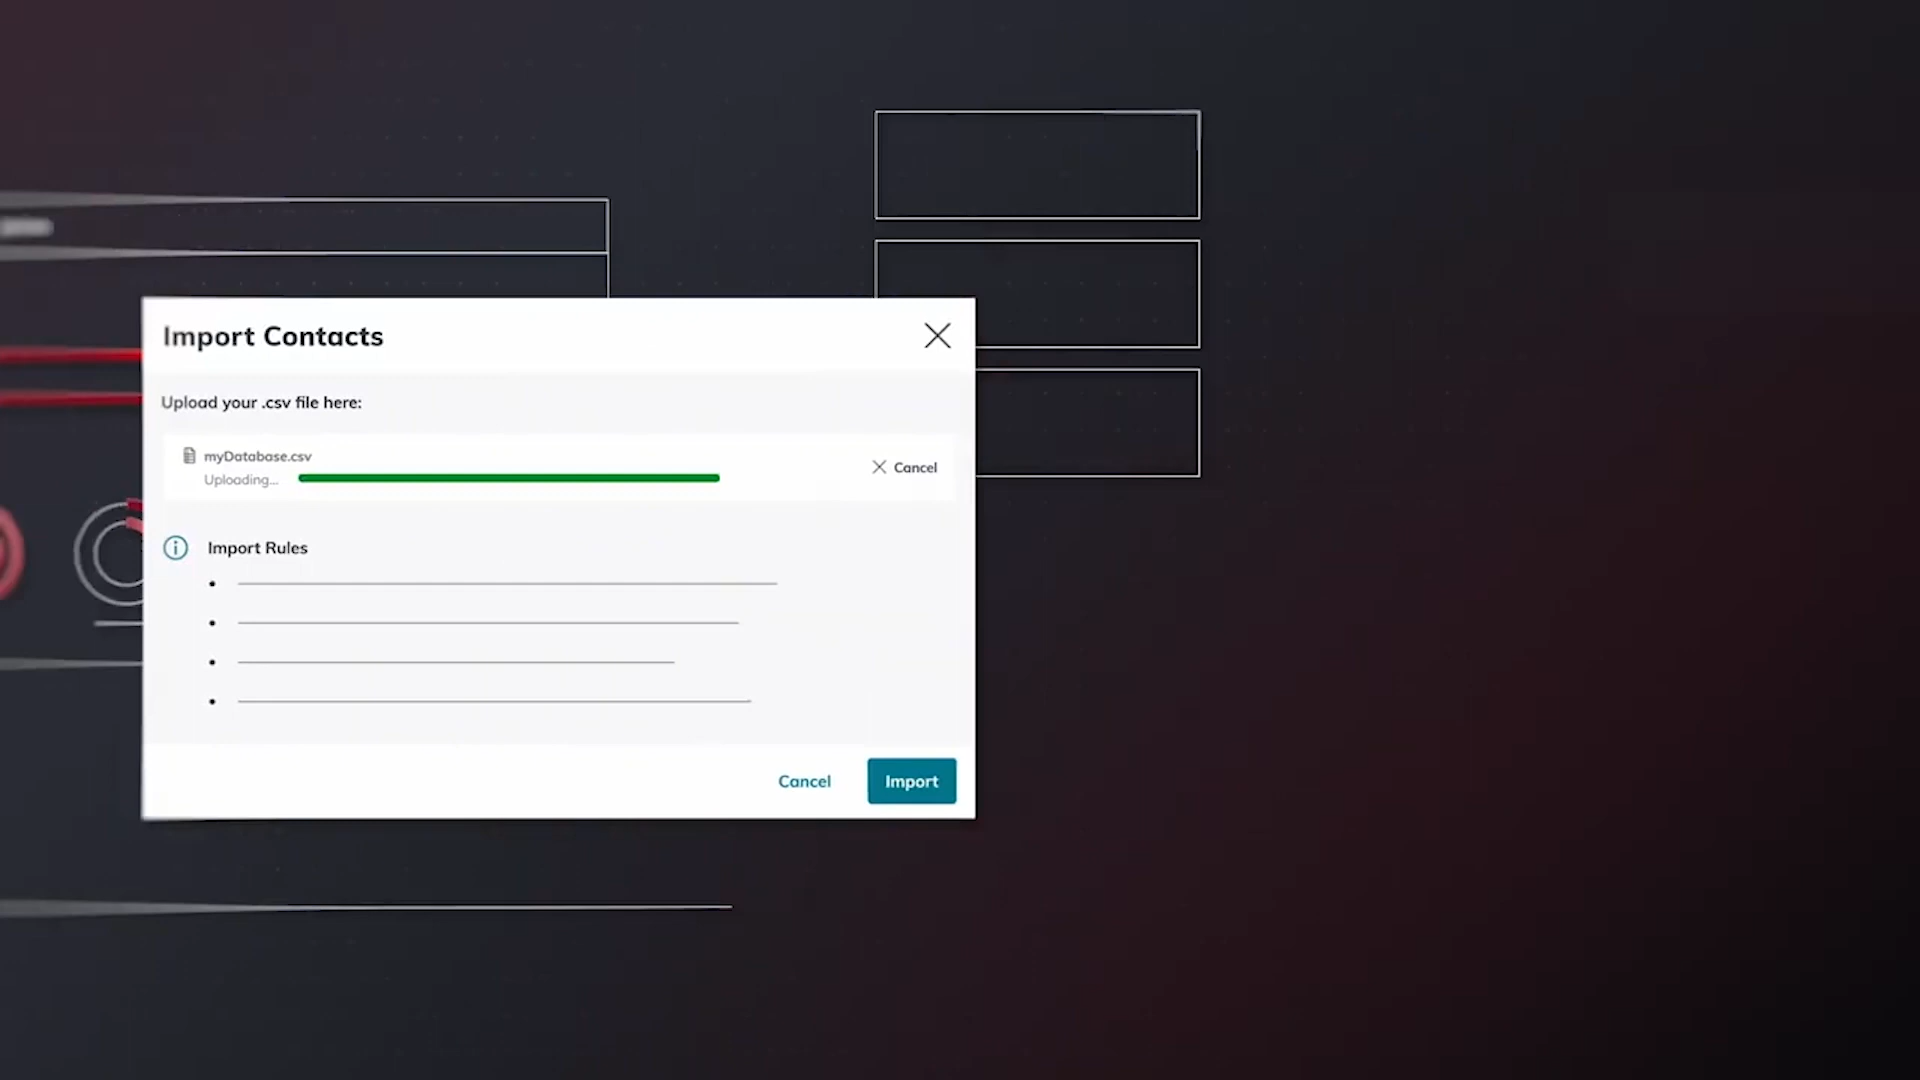 Import Contacts
Upload your .csv file here:
myDatabase.csv
Uploading...
Cancel
Import Rules
Cancel
Import